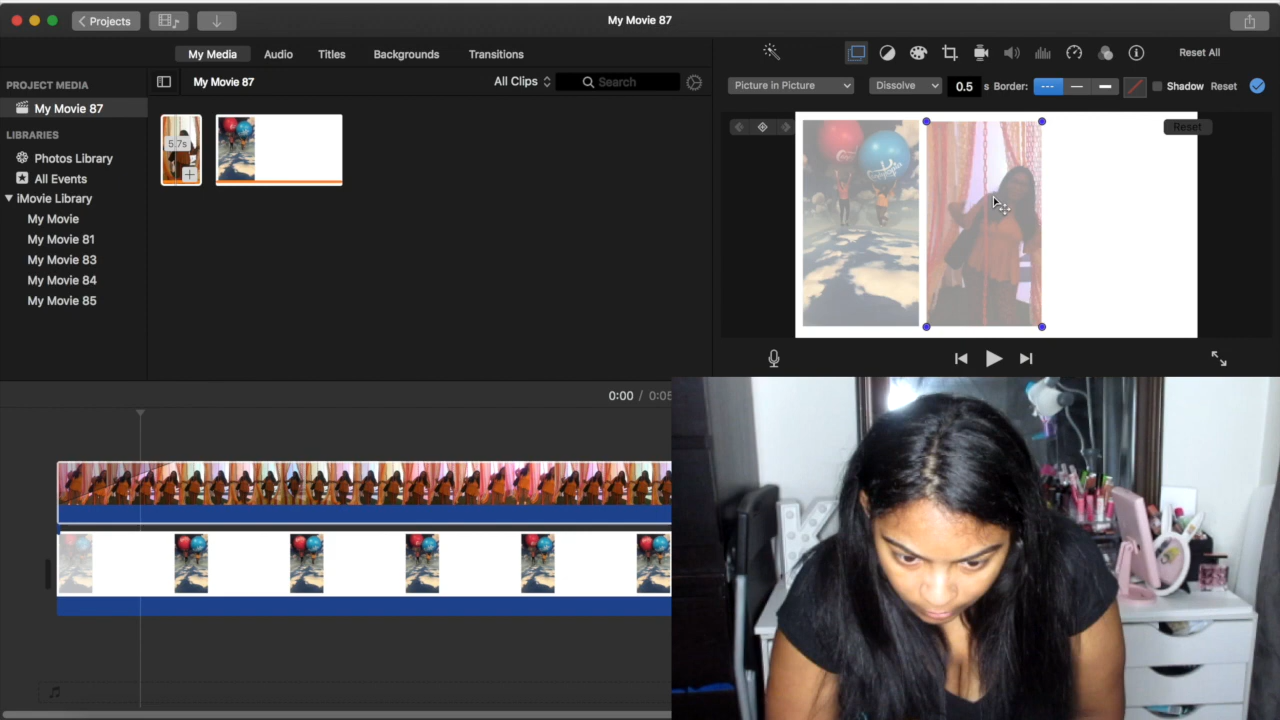 Projects
My Movie 87
My Media
Audio
Titles
Backgrounds
Transitions
Reset All
PROJECT MEDIA
My Movie 87
All Clips
Search
Picture in Picture
Dissolve
0.5 s
Border:
Shadow
Reset
My Movie 87
LIBRARIES
Photos Library
All Events
iMovie Library
My Movie
My Movie 81
My Movie 83
My Movie 84
My Movie 85
5.7s
Reset
0:00 / 0:05
K